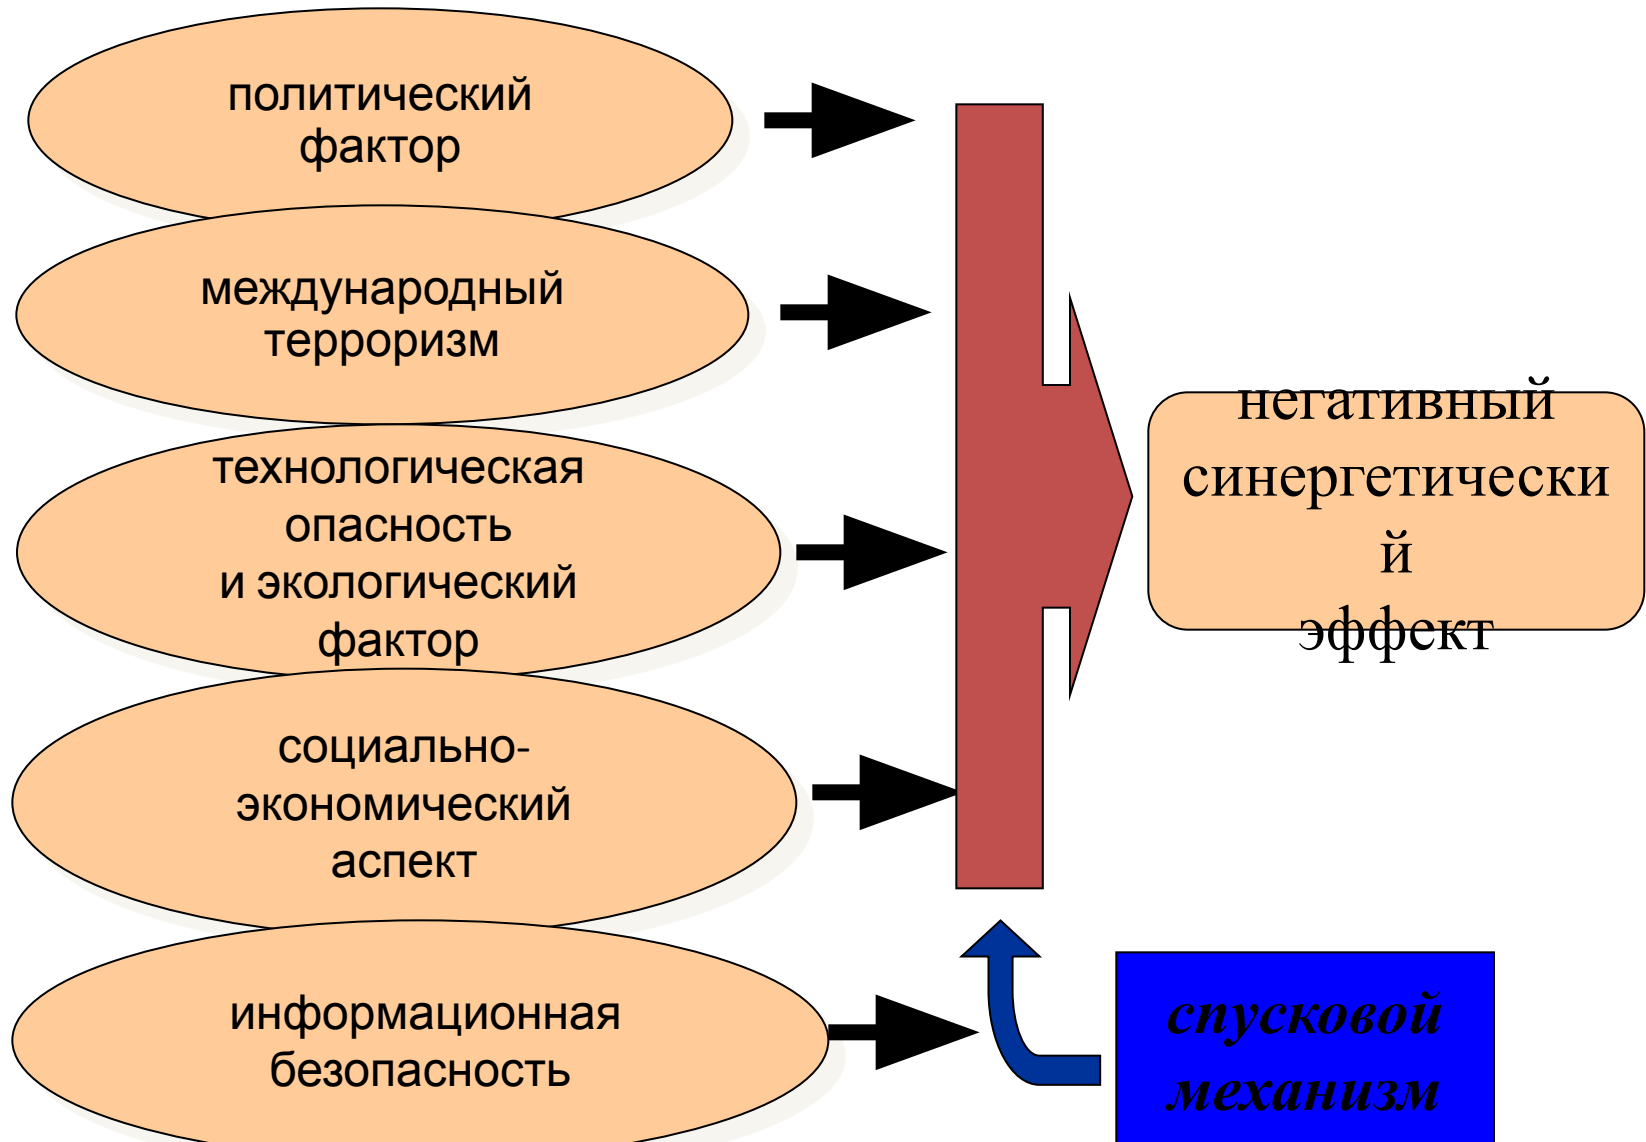 политический
фактор
международный
терроризм
технологическая
опасность
и экологический
фактор
социально-
экономический
аспект
информационная
безопасность
негативный
синергетически
й
эффект
спусковой
механизм